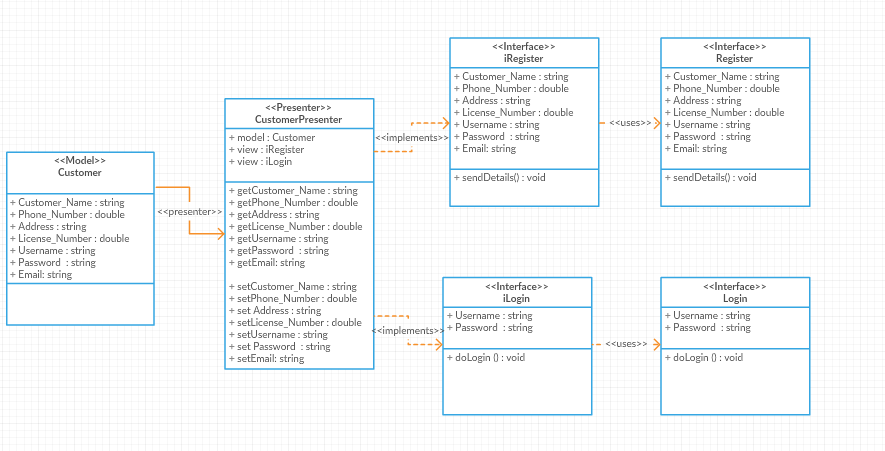 <<Model>>
Customer
+ Customer_Name : string
+ Phone_Number : double
+ Address : string
+ License_Number : double
+ Username : string
+ Password  : string
+ Email: string
<<presenter>>
<<Presenter>>
CustomerPresenter
+ model : Customer
+ view : iRegister
+ view : iLogin
+ getCustomer_Name : string
+ getPhone_Number : double
+ getAddress : string
+ getLicense_Number : double
+ getUsername : string
+ getPassword  : string
+ getEmail: string
+ setCustomer_Name : string
+ setPhone_Number : double
+ set Address : string
+ setLicense_Number : double
+ setUsername : string
+ set Password  : string
+ setEmail: string
<<implements>>
<<Interface>>
iRegister
+ Customer_Name : string
+ Phone_Number : double
+ Address : string
+ License_Number : double
+ Username : string
+ Password  : string
+ Email: string
+ sendDetails() : void
<<uses>>
<<Interface>>
Register
+ Customer_Name : string
+ Phone_Number : double
+ Address : string
+ License_Number : double
+ Username : string
+ Password  : string
+ Email: string
+ sendDetails() : void
<<implements>>
<<Interface>>
iLogin
+ Username : string
+ Password  : string
+ doLogin () : void
<<uses>>
<<Interface>>
Login
+ Username : string
+ Password  : string
+ doLogin () : void